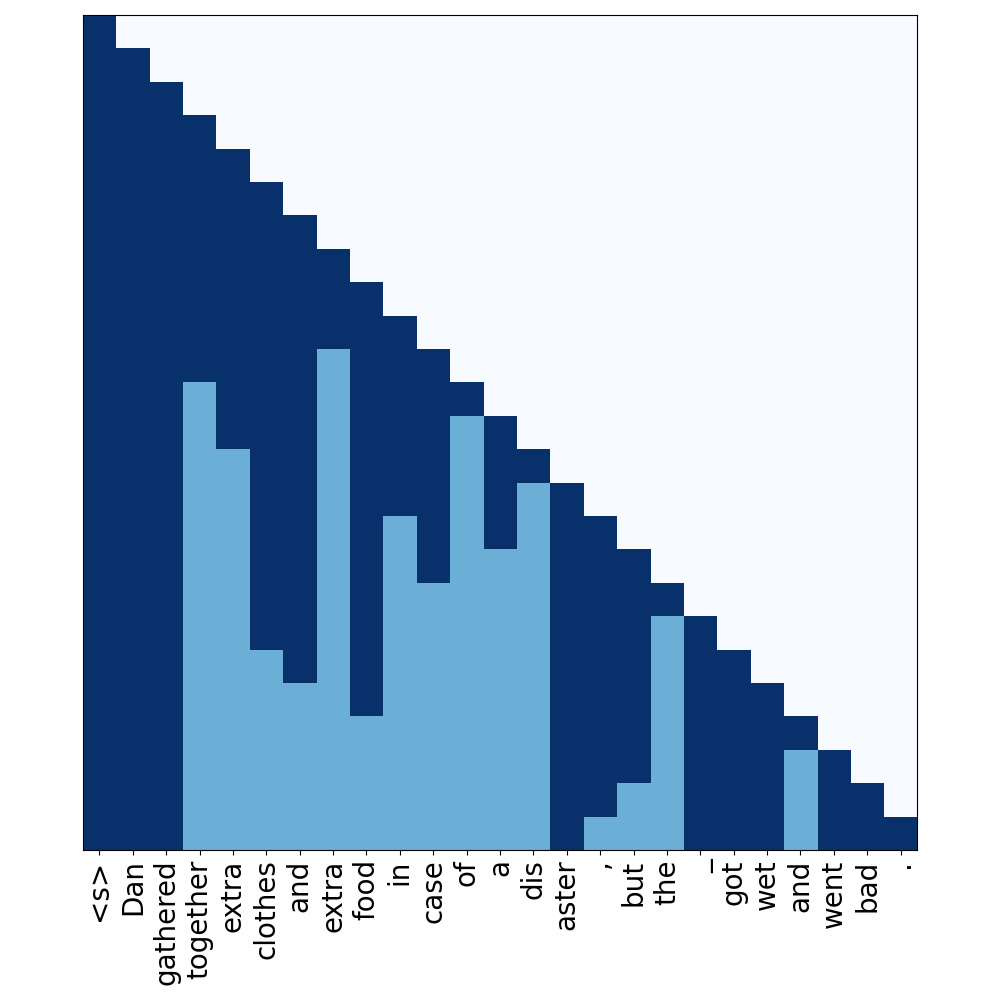 <s> Dan gathered together extra clothes and extra food in case of a dis aster , but the _ got wet and went bad .